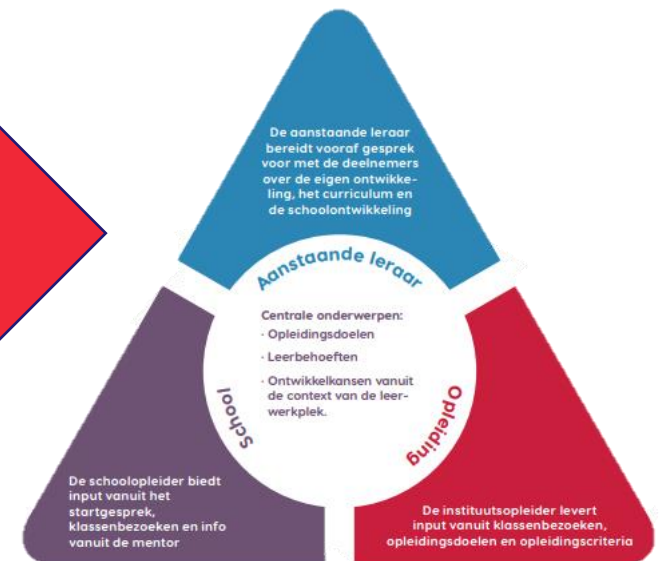 De aanstaande leraar
bereidt vooraf gesprek
voor met de deelnemers
over de eigen ontwikke-
ling, het curriculum en
de schoolontwikkeling
Aanstaande leraar
Centrale onderwerpen:
· Opleidingsdoelen
· Leerbehoeften
· Ontwikkelkansen vanuit
de context van de leer-
werkplek.
School
Opleiding
De schoolopleider biedt
input vanuit het
startgesprek,
klassenbezoeken en info
vanuit de mentor
De instituutsopleider levert
input vanuit klassenbezoeken,
opleidingsdoelen en opleidingscriteria